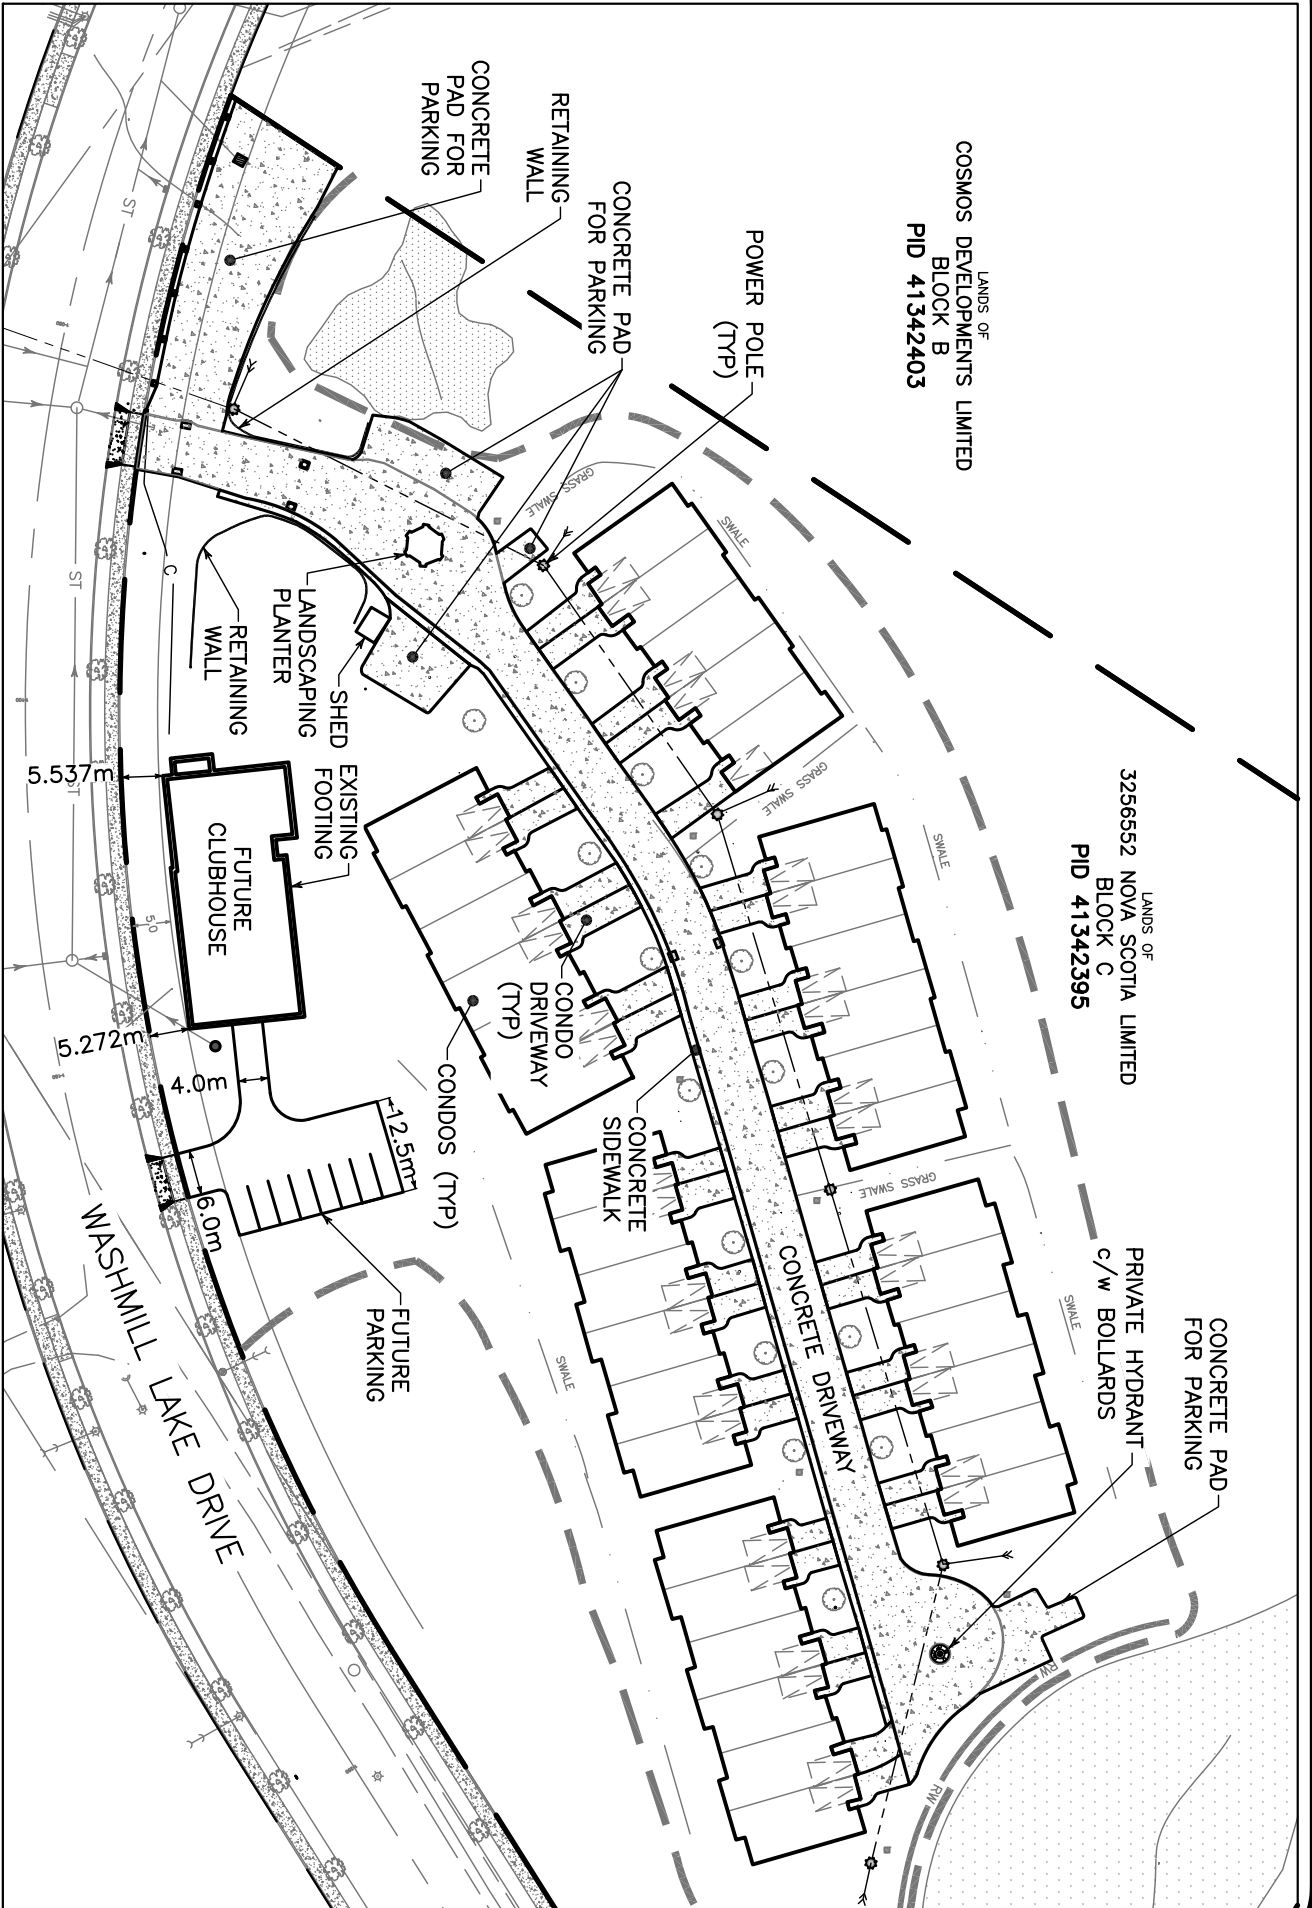 LANDS OF
COSMOS DEVELOPMENTS LIMITED
BLOCK B
PID 41342403
LANDS OF
3256552 NOVA SCOTIA LIMITED
BLOCK C
PID 41342395
CONCRETE PAD
FOR PARKING
PRIVATE HYDRANT
c/w BOLLARDS
POWER POLE
(TYP)
CONCRETE PAD
FOR PARKING
RETAINING
WALL
CONCRETE
PAD FOR
PARKING
GRASS SWALE
SWALE
GRASS SWALE
SWALE
GRASS SWALE
SWALE
SWALE
RW
RW
CONCRETE DRIVEWAY
CONCRETE
SIDEWALK
CONDO
DRIVEWAY
(TYP)
CONDOS (TYP)
SHED
LANDSCAPING
PLANTER
RETAINING
WALL
EXISTING
FOOTING
FUTURE
CLUBHOUSE
FUTURE
PARKING
5.537m
5.272m
4.0m
12.5m
6.0m
5.0
C
ST
ST
ST
WASHMILL LAKE DRIVE